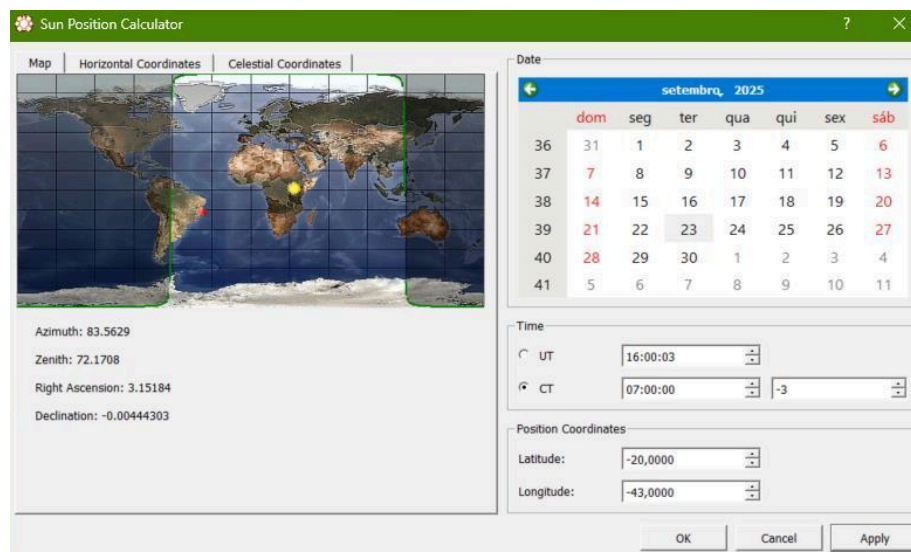 Sun Position Calculator ? ×
Map Horizontal Coordinates Celestial Coordinates
Azimuth: 83.5629
Zenith: 72.1708
Right Ascension: 3.15184
Declination: -0.00444303
Date
setembro, 2025
dom seg ter qua qui sex sáb
36 31 1 2 3 4 5 6
37 7 8 9 10 11 12 13
38 14 15 16 17 18 19 20
39 21 22 23 24 25 26 27
40 28 29 30 1 2 3 4
41 5 6 7 8 9 10 11
Time
UT 16:00:03
CT 07:00:00 -3
Position Coordinates
Latitude: -20,0000
Longitude: -43,0000
OK Cancel Apply